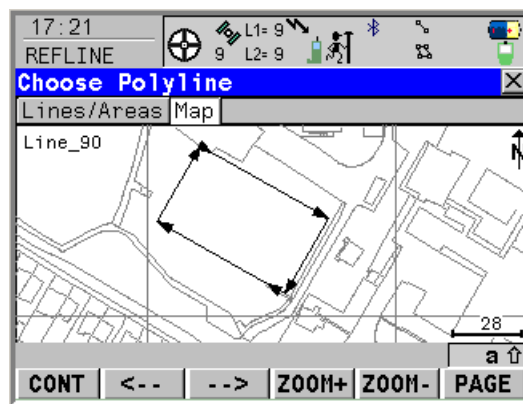 17:21
REFLINE
9
L1= 9
L2= 9
Choose Polyline
Lines/Areas Map
Line_90
N
28
a
CONT <-- --> ZOOM+ ZOOM- PAGE